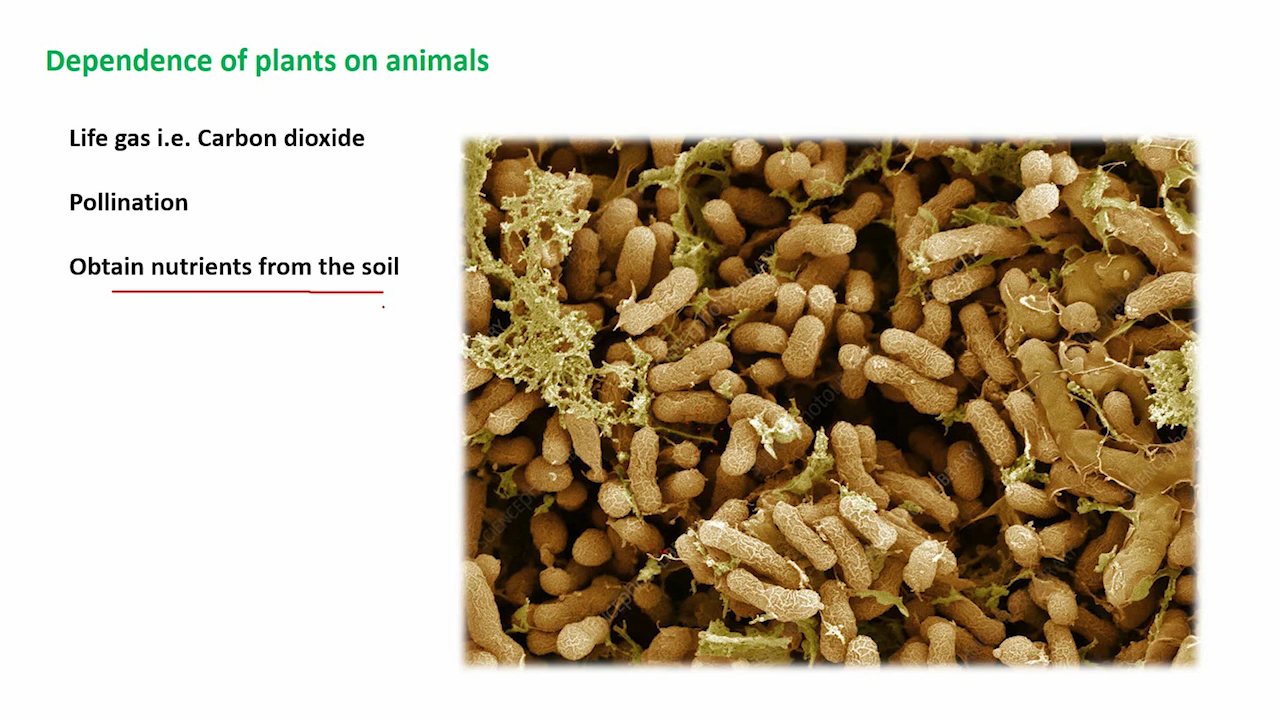 Dependence of plants on animals
Life gas i.e. Carbon dioxide
Pollination
Obtain nutrients from the soil